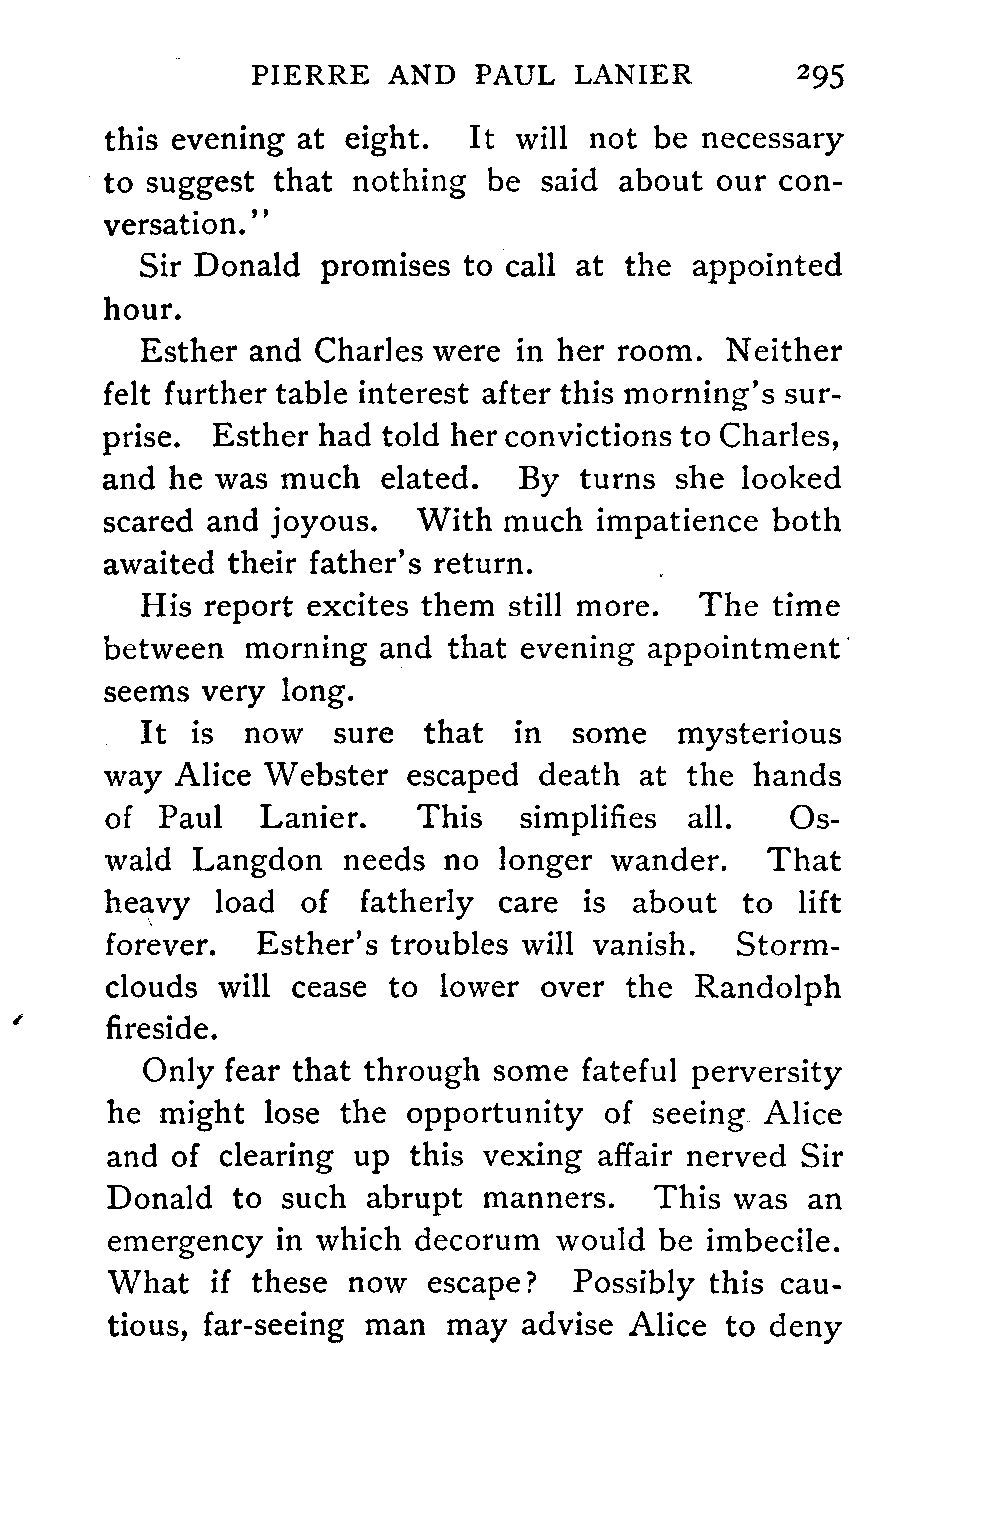 PIERRE AND PAUL LANIER 295
this evening at eight. It will not be necessary
to suggest that nothing be said about our con-
versation."
Sir Donald promises to call at the appointed
hour.
Esther and Charles were in her room. Neither
felt further table interest after this morning's sur-
prise. Esther had told her convictions to Charles,
and he was much elated. By turns she looked
scared and joyous. With much impatience both
awaited their father's return.
His report excites them still more. The time
between morning and that evening appointment
seems very long.
It is now sure that in some mysterious
way Alice Webster escaped death at the hands
of Paul Lanier. This simplifies all. Os-
wald Langdon needs no longer wander. That
heavy load of fatherly care is about to lift
forever. Esther's troubles will vanish. Storm-
clouds will cease to lower over the Randolph
fireside.
Only fear that through some fateful perversity
he might lose the opportunity of seeing Alice
and of clearing up this vexing affair nerved Sir
Donald to such abrupt manners. This was an
emergency in which decorum would be imbecile.
What if these now escape? Possibly this cau-
tious, far-seeing man may advise Alice to deny